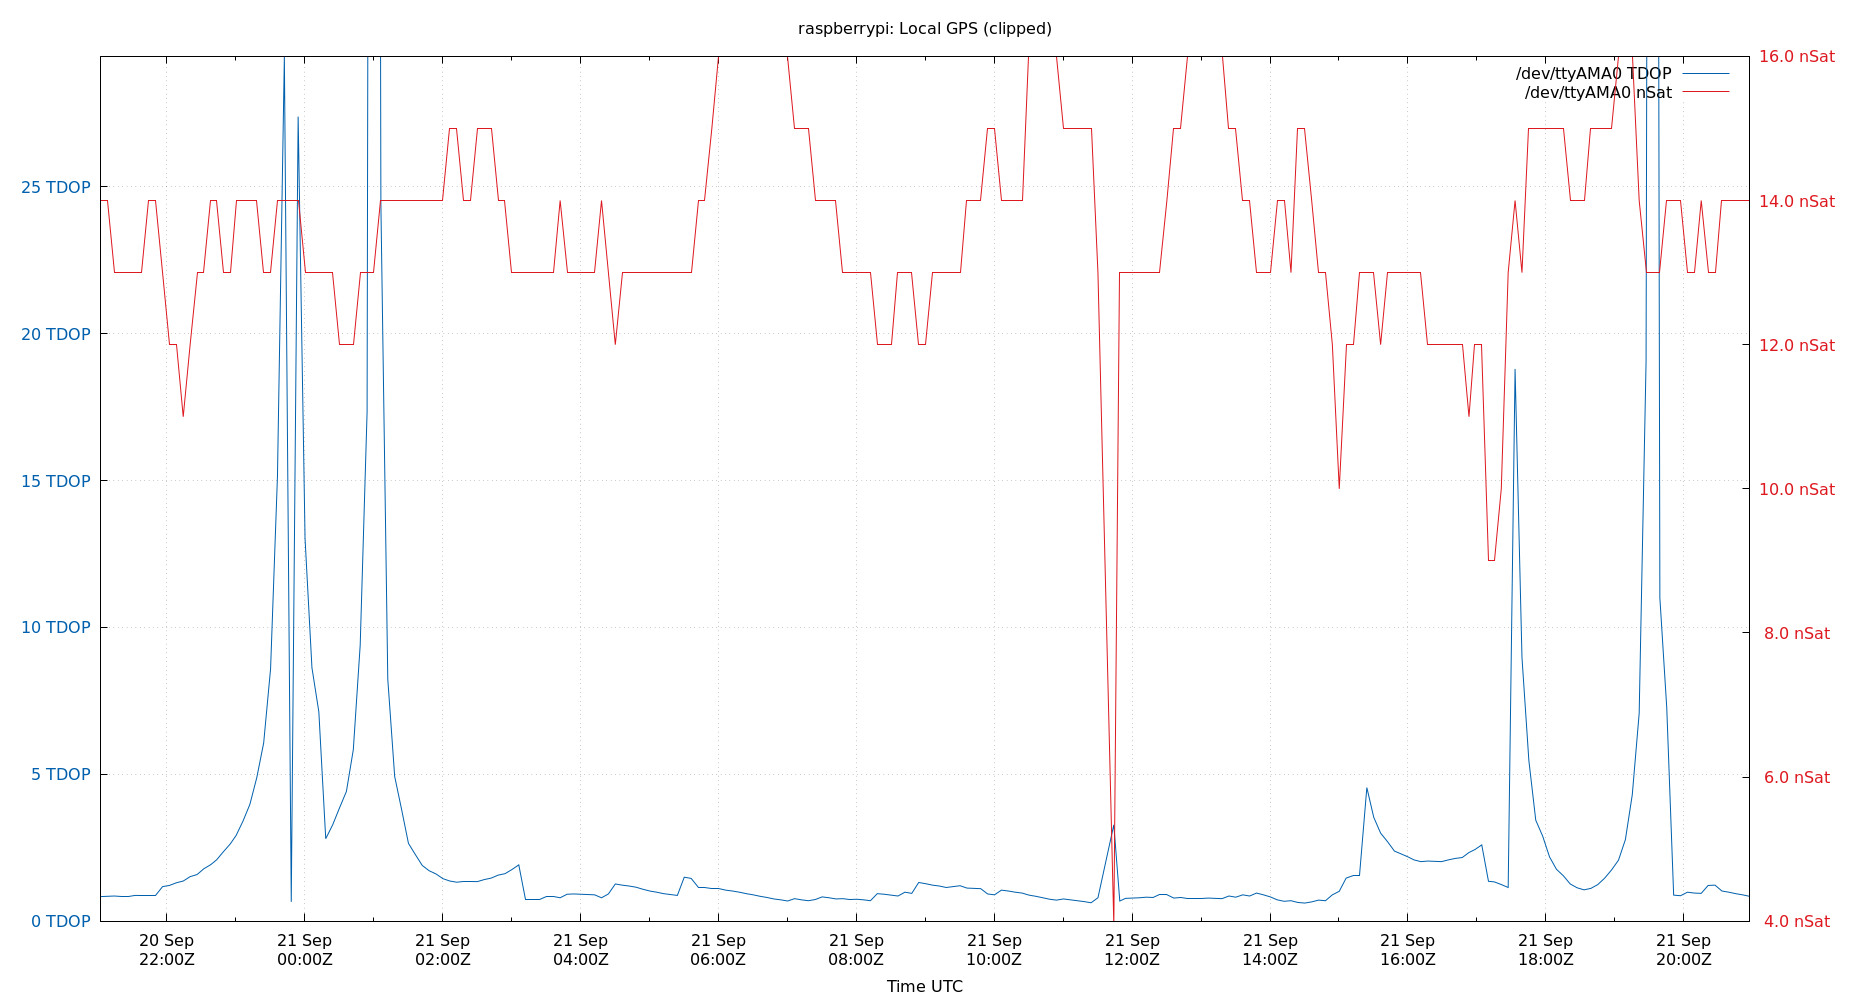 raspberrypi: Local GPS (clipped)
/dev/ttyAMA0 TDOP
/dev/ttyAMA0 nSat
25 TDOP
20 TDOP
15 TDOP
10 TDOP
5 TDOP
0 TDOP
16.0 nSat
14.0 nSat
12.0 nSat
10.0 nSat
8.0 nSat
6.0 nSat
4.0 nSat
20 Sep
22:00Z
21 Sep
00:00Z
21 Sep
02:00Z
21 Sep
04:00Z
21 Sep
06:00Z
21 Sep
08:00Z
21 Sep
10:00Z
21 Sep
12:00Z
21 Sep
14:00Z
21 Sep
16:00Z
21 Sep
18:00Z
21 Sep
20:00Z
Time UTC